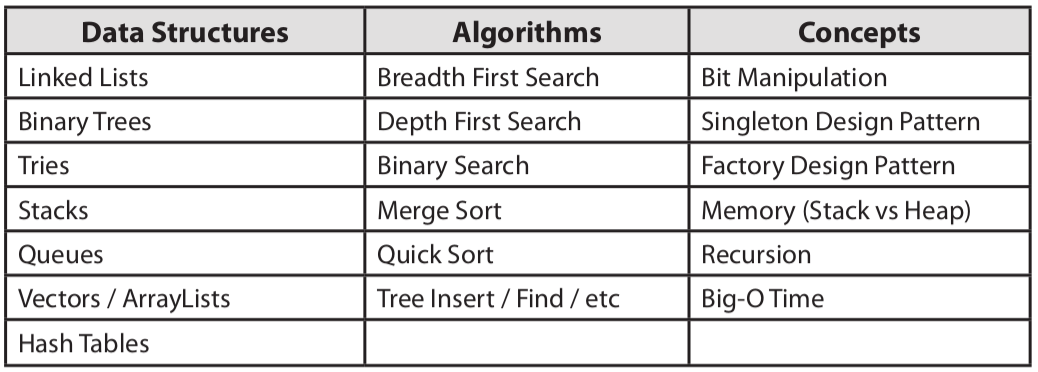 Data Structures Algorithms Concepts
Linked Lists Breadth First Search Bit Manipulation
Binary Trees Depth First Search Singleton Design Pattern
Tries Binary Search Factory Design Pattern
Stacks Merge Sort Memory (Stack vs Heap)
Queues Quick Sort Recursion
Vectors / ArrayLists Tree Insert / Find / etc Big-O Time
Hash Tables